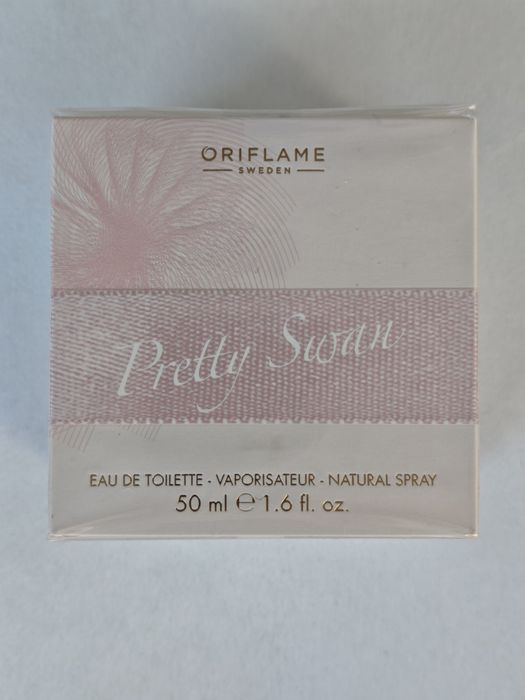 ORIFLAME
SWEDEN
Pretty Swan
EAU DE TOILETTE - VAPORISATEUR - NATURAL SPRAY
50 ml ℮ 1.6 fl. oz.